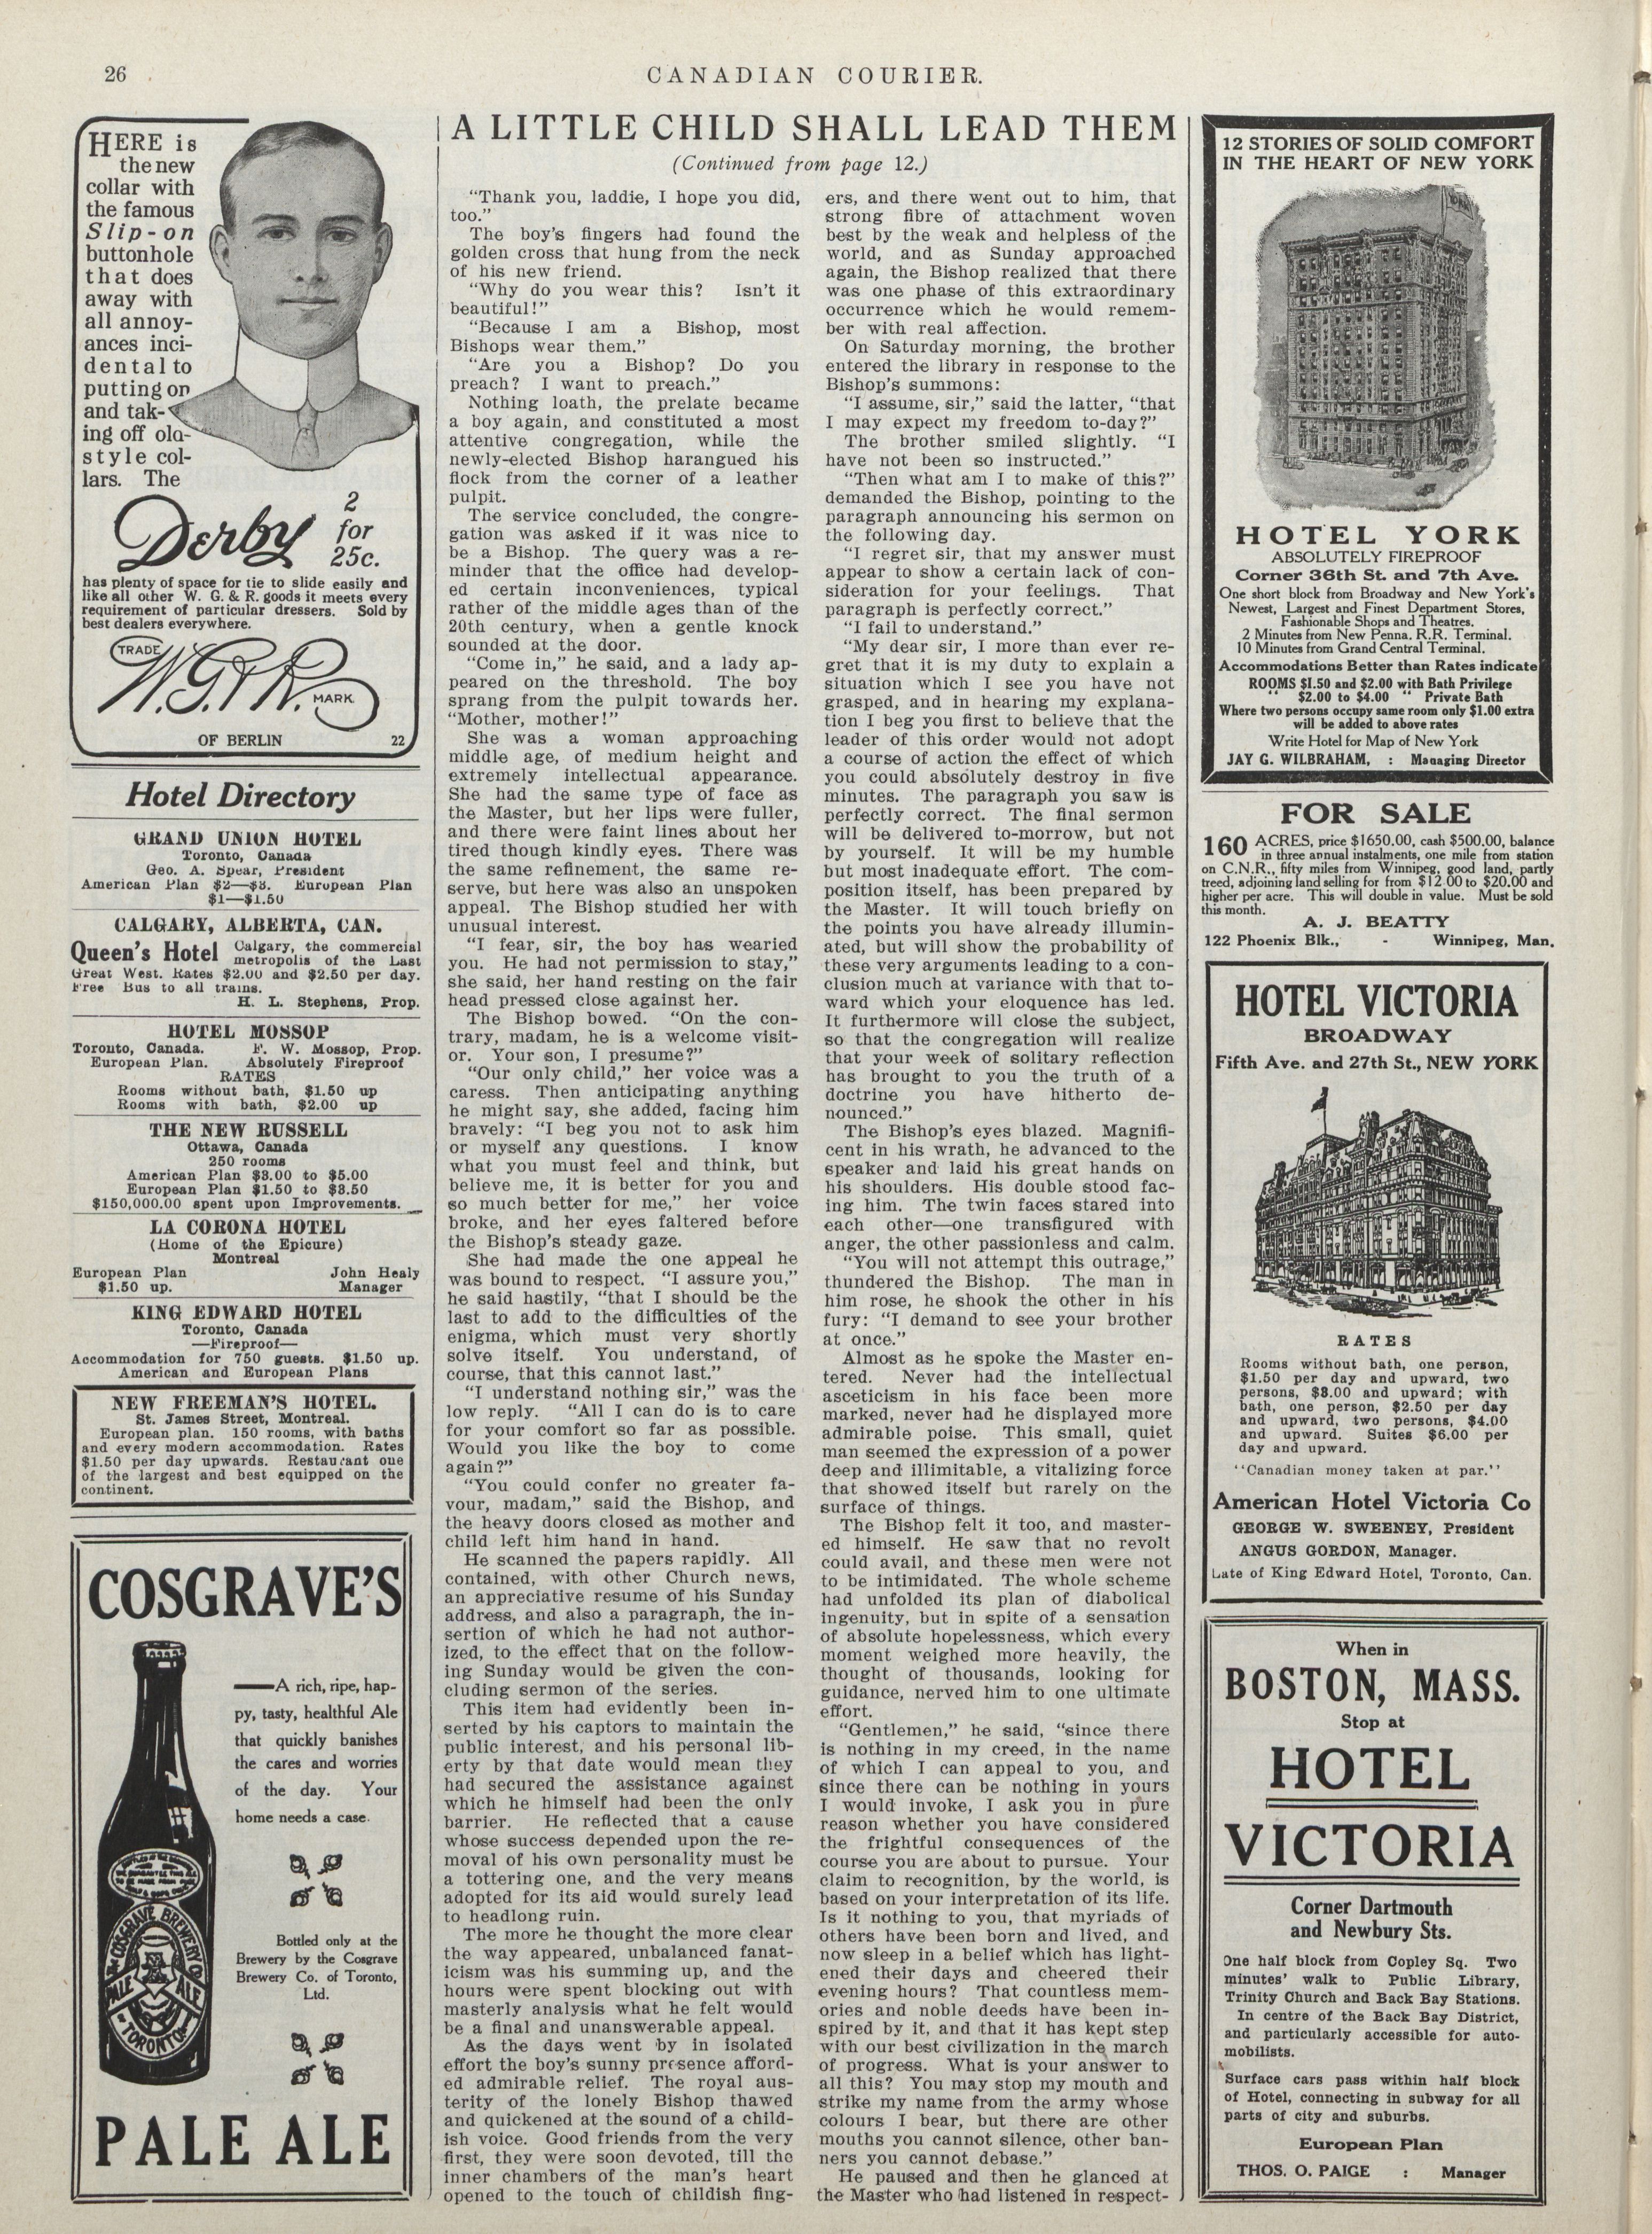 26
CANADIAN COURIER.
HERE is
the new
collar with
the famous
Slip-on
buttonhole
that does
away with
all annoy-
ances inci-
dental to
putting on
and tak-
ing off old-
style col-
lars. The
Derby
2
for
25c.
has plenty of space for tie to slide easily and
like all other W. G. & R. goods it meets every
requirement of particular dressers. Sold by
best dealers everywhere.
TRADE
W.G.&R.
MARK
OF BERLIN
22
Hotel Directory
GRAND UNION HOTEL
Toronto, Canada
Geo. A. Spear, President
American Plan $2—$3. European Plan
$1—$1.50
CALGARY, ALBERTA, CAN.
Queen's Hotel Calgary, the commercial
metropolis of the Last
Great West. Rates $2.00 and $2.50 per day.
Free Bus to all trains.
H. L. Stephens, Prop.
HOTEL MOSSOP
Toronto, Canada. F. W. Mossop, Prop.
European Plan. Absolutely Fireproof
RATES
Rooms without bath, $1.50 up
Rooms with bath, $2.00 up
THE NEW RUSSELL
Ottawa, Canada
250 rooms
American Plan $3.00 to $5.00
European Plan $1.50 to $3.50
$150,000.00 spent upon Improvements.
LA CORONA HOTEL
(Home of the Epicure)
Montreal
European Plan John Healy
$1.50 up. Manager
KING EDWARD HOTEL
Toronto, Canada
—Fireproof—
Accommodation for 750 guests. $1.50 up.
American and European Plans
NEW FREEMAN'S HOTEL.
St. James Street, Montreal.
European plan. 150 rooms, with baths
and every modern accommodation. Rates
$1.50 per day upwards. Restaurant one
of the largest and best equipped on the
continent.
COSGRAVE'S
—A rich, ripe, hap-
py, tasty, healthful Ale
that quickly banishes
the cares and worries
of the day. Your
home needs a case.
Bottled only at the
Brewery by the Cosgrave
Brewery Co. of Toronto,
Ltd.
THE COSGRAVE BREWERY CO
PALE ALE
TORONTO
PALE ALE
A LITTLE CHILD SHALL LEAD THEM
(Continued from page 12.)
"Thank you, laddie, I hope you did,
too."
The boy's fingers had found the
golden cross that hung from the neck
of his new friend.
"Why do you wear this? Isn't it
beautiful!"
"Because I am a Bishop, most
Bishops wear them."
"Are you a Bishop? Do you
preach? I want to preach."
Nothing loath, the prelate became
a boy again, and constituted a most
attentive congregation, while the
newly-elected Bishop harangued his
flock from the corner of a leather
pulpit.
The service concluded, the congre-
gation was asked if it was nice to
be a Bishop. The query was a re-
minder that the office had develop-
ed certain inconveniences, typical
rather of the middle ages than of the
20th century, when a gentle knock
sounded at the door.
"Come in," he said, and a lady ap-
peared on the threshold. The boy
sprang from the pulpit towards her.
"Mother, mother!"
She was a woman approaching
middle age, of medium height and
extremely intellectual appearance.
She had the same type of face as
the Master, but her lips were fuller,
and there were faint lines about her
tired though kindly eyes. There was
the same refinement, the same re-
serve, but here was also an unspoken
appeal. The Bishop studied her with
unusual interest.
"I fear, sir, the boy has wearied
you. He had not permission to stay,"
she said, her hand resting on the fair
head pressed close against her.
The Bishop bowed. "On the con-
trary, madam, he is a welcome visit-
or. Your son, I presume?"
"Our only child," her voice was a
caress. Then anticipating anything
he might say, she added, facing him
bravely: "I beg you not to ask him
or myself any questions. I know
what you must feel and think, but
believe me, it is better for you and
so much better for me," her voice
broke, and her eyes faltered before
the Bishop's steady gaze.
She had made the one appeal he
was bound to respect. "I assure you,"
he said hastily, "that I should be the
last to add to the difficulties of the
enigma, which must very shortly
solve itself. You understand, of
course, that this cannot last."
"I understand nothing sir," was the
low reply. "All I can do is to care
for your comfort so far as possible.
Would you like the boy to come
again?"
"You could confer no greater fa-
vour, madam," said the Bishop, and
the heavy doors closed as mother and
child left him hand in hand.
He scanned the papers rapidly. All
contained, with other Church news,
an appreciative resume of his Sunday
address, and also a paragraph, the in-
sertion of which he had not author-
ized, to the effect that on the follow-
ing Sunday would be given the con-
cluding sermon of the series.
This item had evidently been in-
serted by his captors to maintain the
public interest, and his personal lib-
erty by that date would mean they
had secured the assistance against
which he himself had been the only
barrier. He reflected that a cause
whose success depended upon the re-
moval of his own personality must be
a tottering one, and the very means
adopted for its aid would surely lead
to headlong ruin.
The more he thought the more clear
the way appeared, unbalanced fanat-
icism was his summing up, and the
hours were spent blocking out with
masterly analysis what he felt would
be a final and unanswerable appeal.
As the days went by in isolated
effort the boy's sunny presence afford-
ed admirable relief. The royal aus-
terity of the lonely Bishop thawed
and quickened at the sound of a child-
ish voice. Good friends from the very
first, they were soon devoted, till the
inner chambers of the man's heart
opened to the touch of childish fing-
ers, and there went out to him, that
strong fibre of attachment woven
best by the weak and helpless of the
world, and as Sunday approached
again, the Bishop realized that there
was one phase of this extraordinary
occurrence which he would remem-
ber with real affection.
On Saturday morning, the brother
entered the library in response to the
Bishop's summons:
"I assume, sir," said the latter, "that
I may expect my freedom to-day?"
The brother smiled slightly. "I
have not been so instructed."
"Then what am I to make of this?"
demanded the Bishop, pointing to the
paragraph announcing his sermon on
the following day.
"I regret sir, that my answer must
appear to show a certain lack of con-
sideration for your feelings. That
paragraph is perfectly correct."
"I fail to understand."
"My dear sir, I more than ever re-
gret that it is my duty to explain a
situation which I see you have not
grasped, and in hearing my explana-
tion I beg you first to believe that the
leader of this order would not adopt
a course of action the effect of which
you could absolutely destroy in five
minutes. The paragraph you saw is
perfectly correct. The final sermon
will be delivered to-morrow, but not
by yourself. It will be my humble
but most inadequate effort. The com-
position itself, has been prepared by
the Master. It will touch briefly on
the points you have already illumin-
ated, but will show the probability of
these very arguments leading to a con-
clusion much at variance with that to-
ward which your eloquence has led.
It furthermore will close the subject,
so that the congregation will realize
that your week of solitary reflection
has brought to you the truth of a
doctrine you have hitherto de-
nounced."
The Bishop's eyes blazed. Magnifi-
cent in his wrath, he advanced to the
speaker and laid his great hands on
his shoulders. His double stood fac-
ing him. The twin faces stared into
each other—one transfigured with
anger, the other passionless and calm.
"You will not attempt this outrage,"
thundered the Bishop. The man in
him rose, he shook the other in his
fury: "I demand to see your brother
at once."
Almost as he spoke the Master en-
tered. Never had the intellectual
asceticism in his face been more
marked, never had he displayed more
admirable poise. This small, quiet
man seemed the expression of a power
deep and illimitable, a vitalizing force
that showed itself but rarely on the
surface of things.
The Bishop felt it too, and master-
ed himself. He saw that no revolt
could avail, and these men were not
to be intimidated. The whole scheme
had unfolded its plan of diabolical
ingenuity, but in spite of a sensation
of absolute hopelessness, which every
moment weighed more heavily, the
thought of thousands, looking for
guidance, nerved him to one ultimate
effort.
"Gentlemen," he said, "since there
is nothing in my creed, in the name
of which I can appeal to you, and
since there can be nothing in yours
I would invoke, I ask you in pure
reason whether you have considered
the frightful consequences of the
course you are about to pursue. Your
claim to recognition, by the world, is
based on your interpretation of its life.
Is it nothing to you, that myriads of
others have been born and lived, and
now sleep in a belief which has light-
ened their days and cheered their
evening hours? That countless mem-
ories and noble deeds have been in-
spired by it, and that it has kept step
with our best civilization in the march
of progress. What is your answer to
all this? You may stop my mouth and
strike my name from the army whose
colours I bear, but there are other
mouths you cannot silence, other ban-
ners you cannot debase."
He paused and then he glanced at
the Master who had listened in respect-
12 STORIES OF SOLID COMFORT
IN THE HEART OF NEW YORK
HOTEL YORK
ABSOLUTELY FIREPROOF
Corner 36th St. and 7th Ave.
One short block from Broadway and New York's
Newest, Largest and Finest Department Stores,
Fashionable Shops and Theatres.
2 Minutes from New Penna. R.R. Terminal.
10 Minutes from Grand Central Terminal.
Accommodations Better than Rates indicate
ROOMS $1.50 and $2.00 with Bath Privilege
" $2.00 to $4.00 " Private Bath
Where two persons occupy same room only $1.00 extra
will be added to above rates
Write Hotel for Map of New York
JAY G. WILBRAHAM, : Managing Director
FOR SALE
160 ACRES, price $1650.00, cash $500.00, balance
in three annual instalments, one mile from station
on C.N.R., fifty miles from Winnipeg, good land, partly
treed, adjoining land selling for from $12.00 to $20.00 and
higher per acre. This will double in value. Must be sold
this month.
A. J. BEATTY
122 Phoenix Blk., - Winnipeg, Man.
HOTEL VICTORIA
BROADWAY
Fifth Ave. and 27th St., NEW YORK
RATES
Rooms without bath, one person,
$1.50 per day and upward, two
persons, $3.00 and upward; with
bath, one person, $2.50 per day
and upward, two persons, $4.00
and upward. Suites $6.00 per
day and upward.
"Canadian money taken at par."
American Hotel Victoria Co
GEORGE W. SWEENEY, President
ANGUS GORDON, Manager.
Late of King Edward Hotel, Toronto, Can.
When in
BOSTON, MASS.
Stop at
HOTEL
VICTORIA
Corner Dartmouth
and Newbury Sts.
One half block from Copley Sq. Two
minutes' walk to Public Library,
Trinity Church and Back Bay Stations.
In centre of the Back Bay District,
and particularly accessible for auto-
mobilists.
Surface cars pass within half block
of Hotel, connecting in subway for all
parts of city and suburbs.
European Plan
THOS. O. PAIGE : Manager